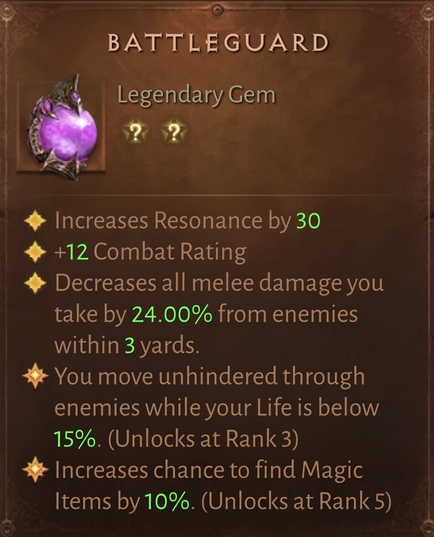 BATTLEGUARD
Legendary Gem
? ?
Increases Resonance by 30
+12 Combat Rating
Decreases all melee damage you
take by 24.00% from enemies
within 3 yards.
You move unhindered through
enemies while your Life is below
15%. (Unlocks at Rank 3)
Increases chance to find Magic
Items by 10%. (Unlocks at Rank 5)